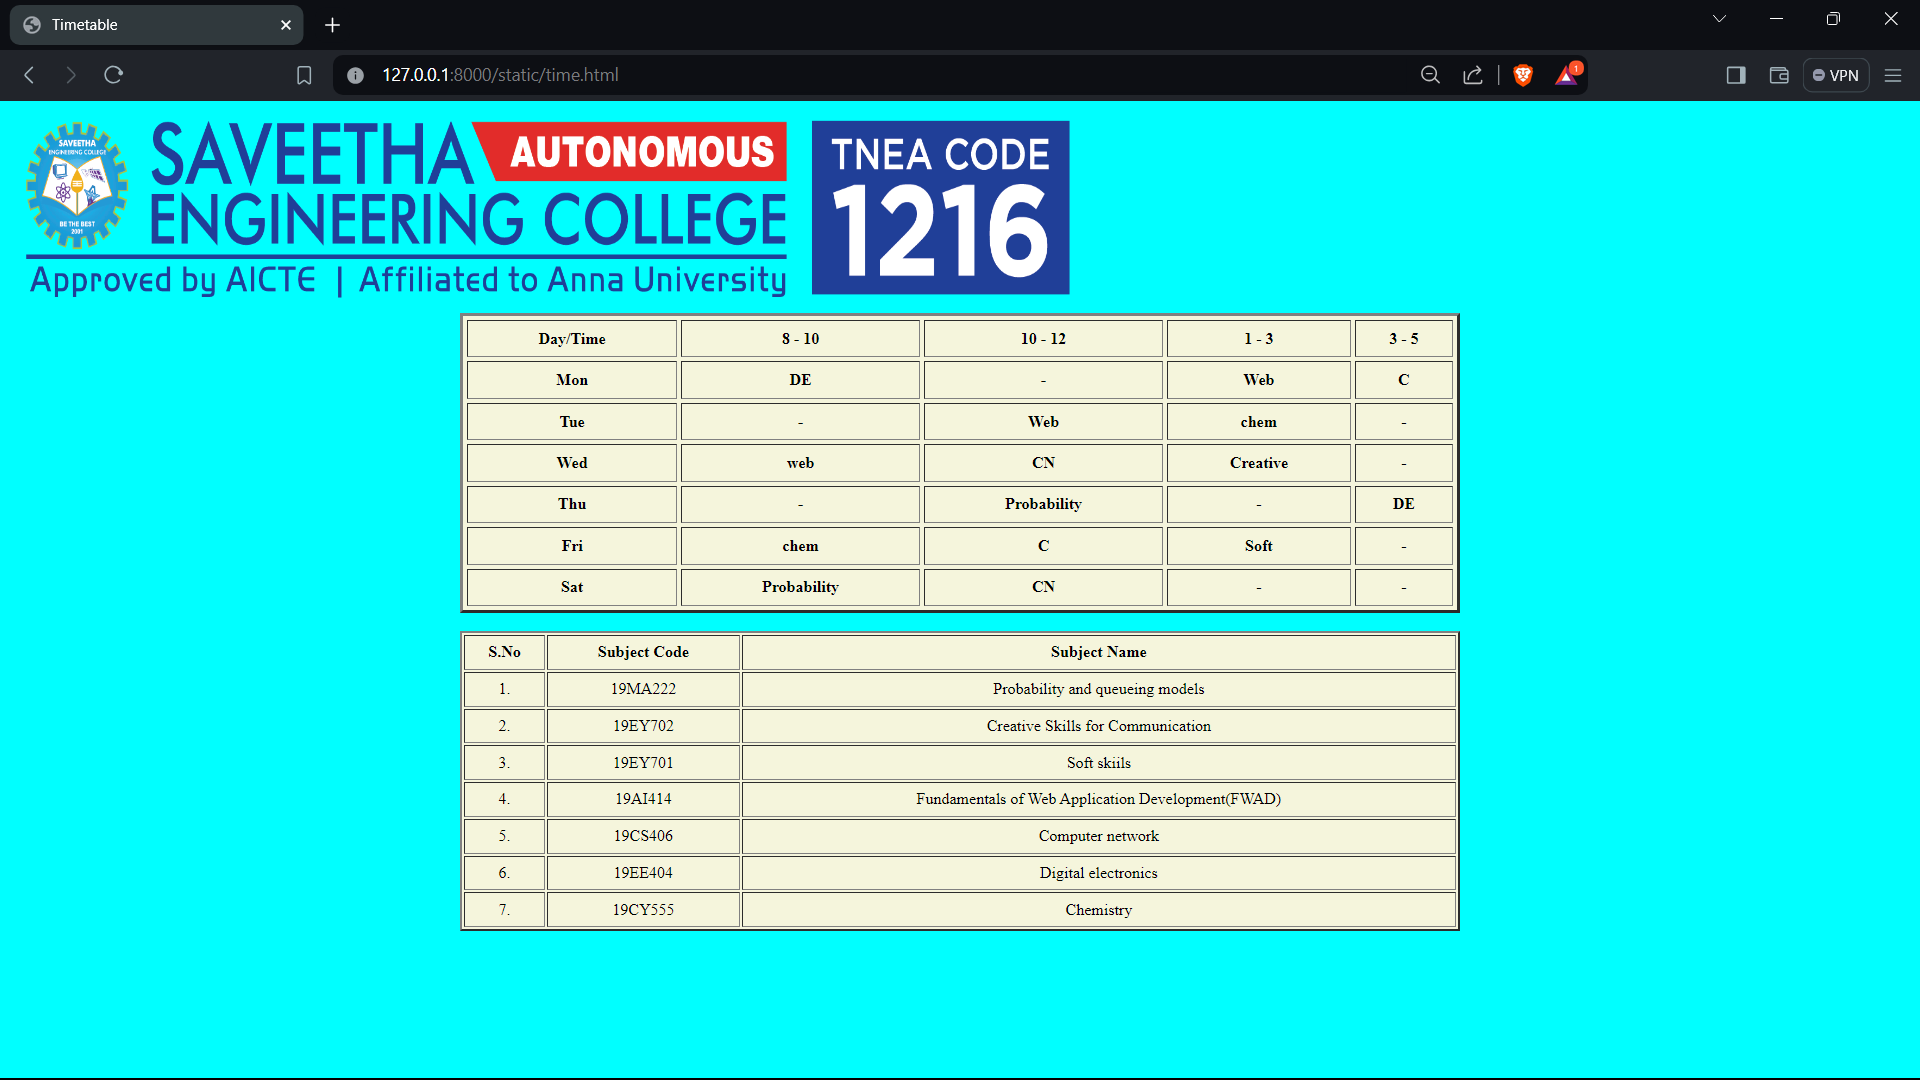 Timetable
127.0.0.1:8000/static/time.html
1
VPN
SAVEETHA
ENGINEERING COLLEGE
BE THE BEST
2001
SAVEETHA AUTONOMOUS
ENGINEERING COLLEGE
Approved by AICTE | Affiliated to Anna University
TNEA CODE
1216
Day/Time 8 - 10 10 - 12 1 - 3 3 - 5
Mon DE - Web C
Tue - Web chem -
Wed web CN Creative -
Thu - Probability - DE
Fri chem C Soft -
Sat Probability CN - -
S.No Subject Code Subject Name
1. 19MA222 Probability and queueing models
2. 19EY702 Creative Skills for Communication
3. 19EY701 Soft skiils
4. 19AI414 Fundamentals of Web Application Development(FWAD)
5. 19CS406 Computer network
6. 19EE404 Digital electronics
7. 19CY555 Chemistry